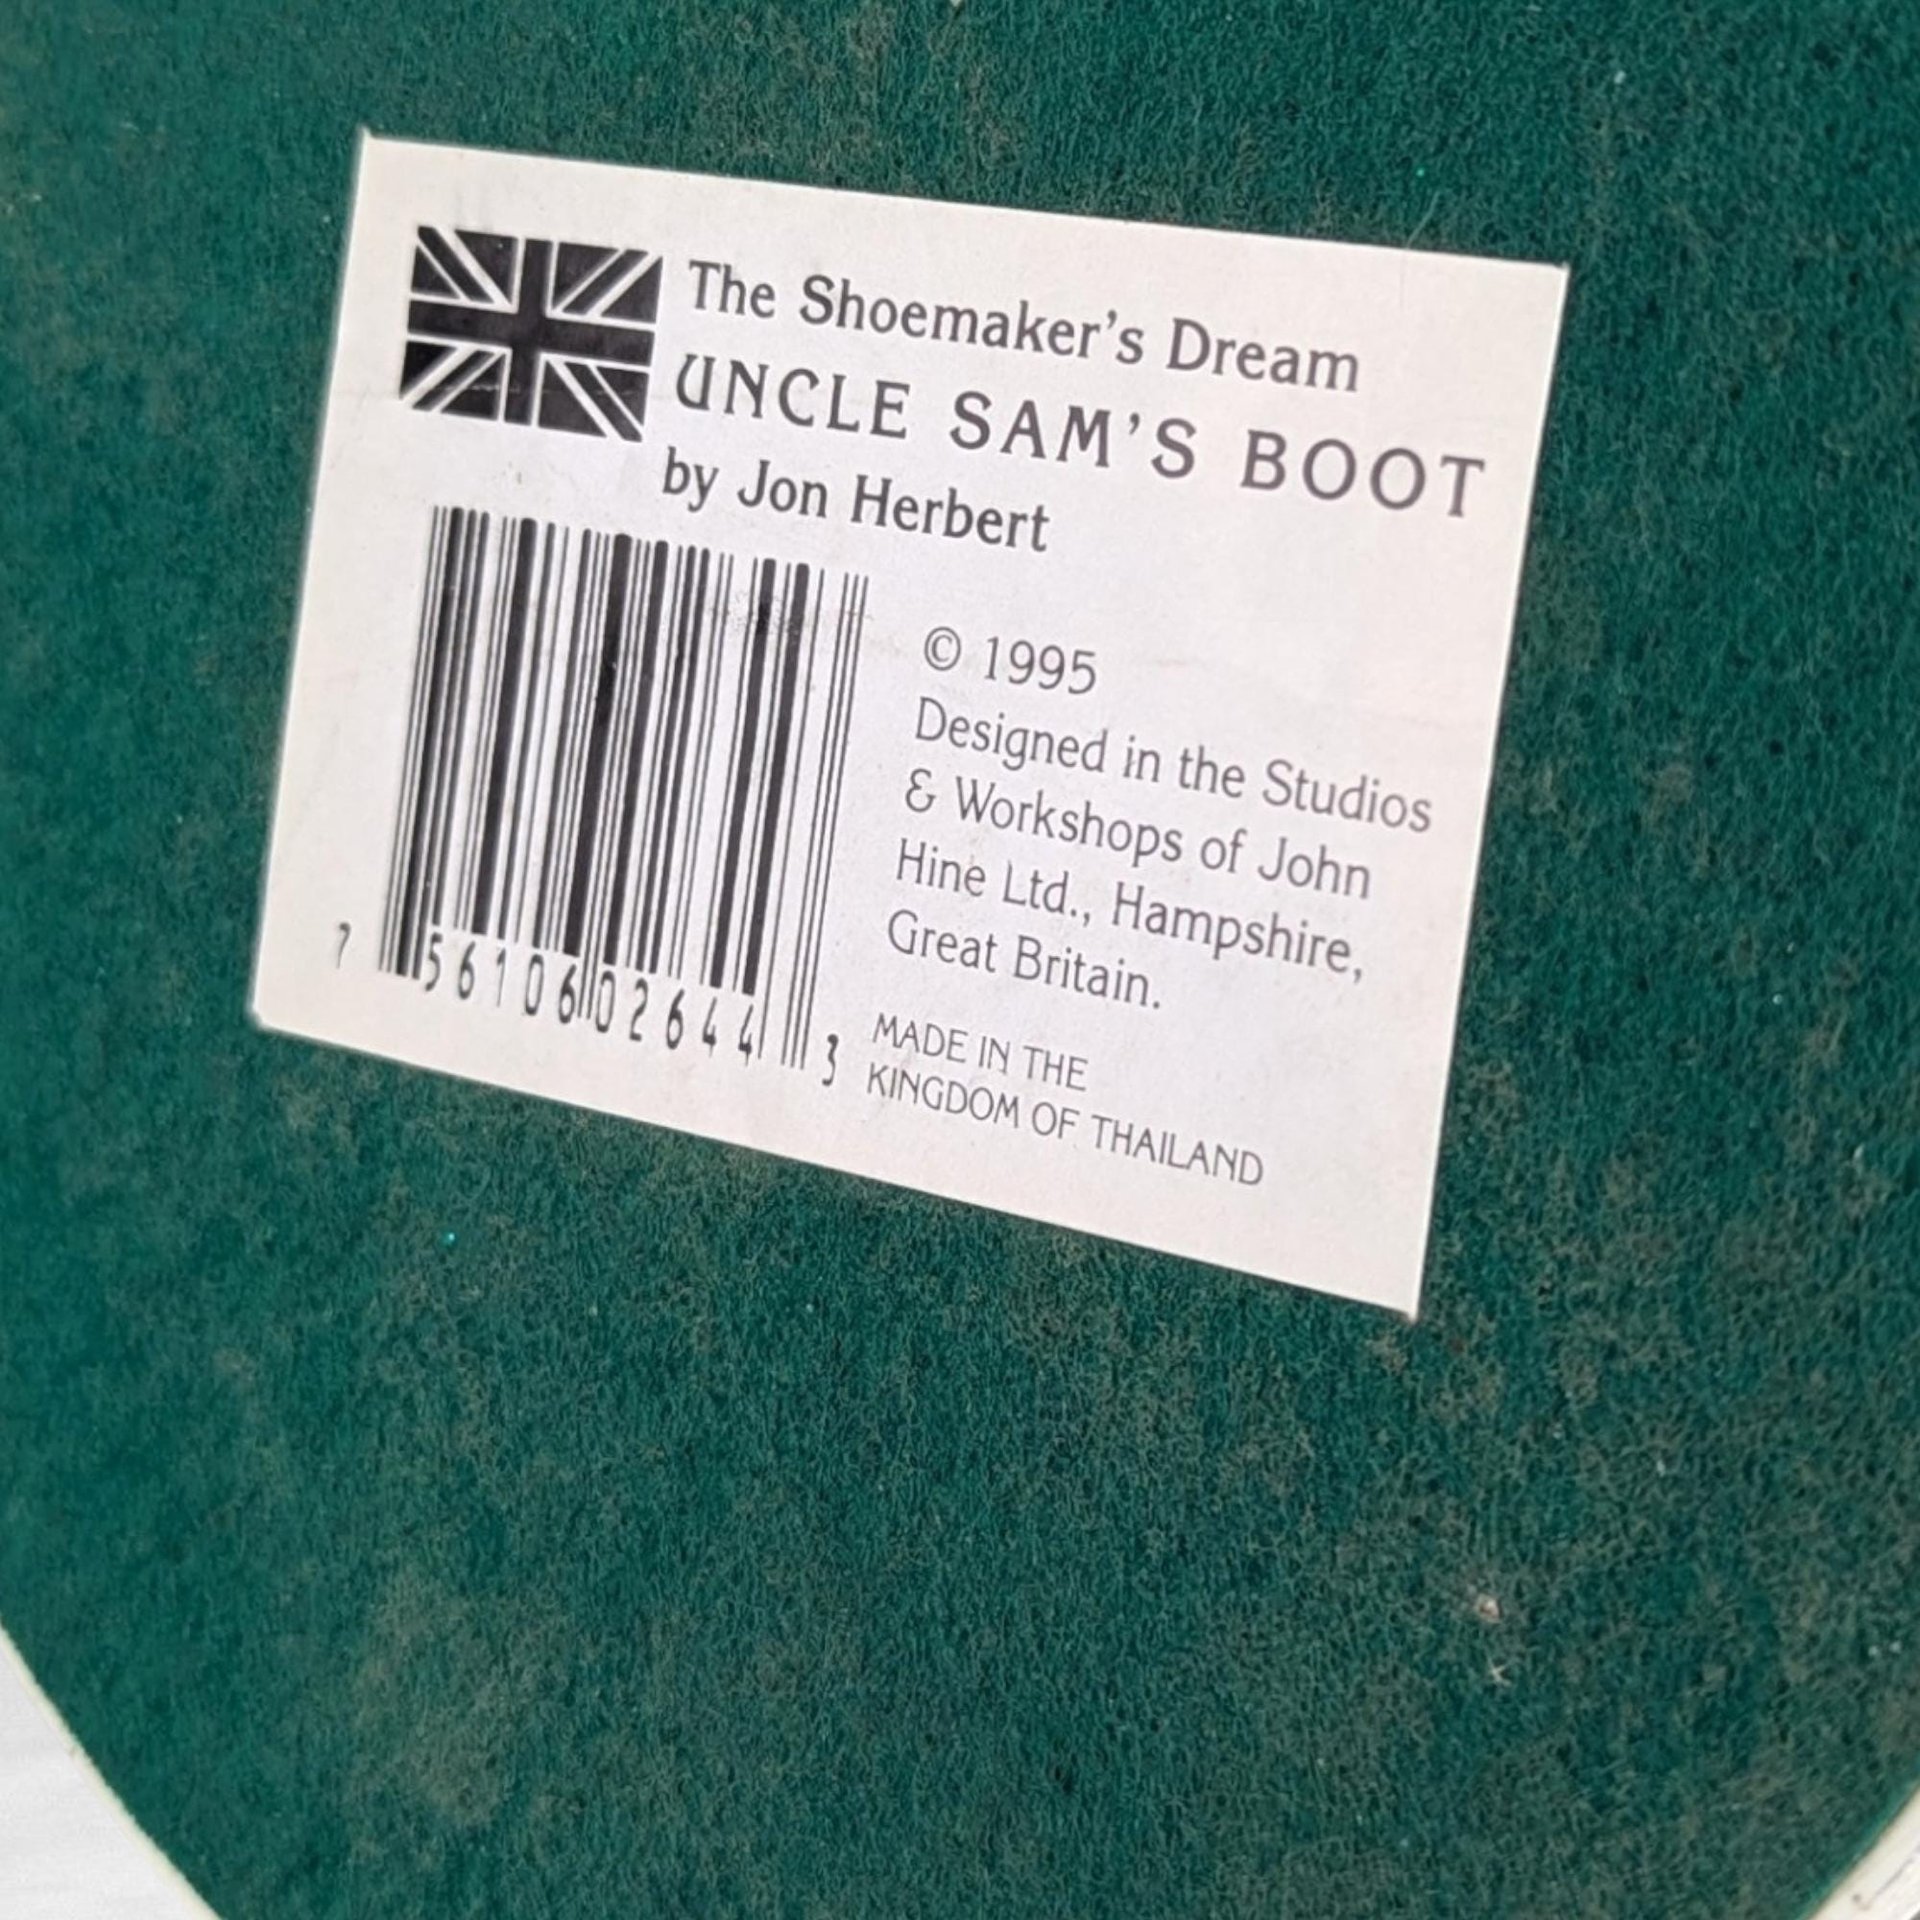 The Shoemaker's Dream
UNCLE SAM'S BOOT
by Jon Herbert
© 1995
Designed in the Studios
& Workshops of John
Hine Ltd., Hampshire,
Great Britain.
MADE IN THE
KINGDOM OF THAILAND
7 56106 02644 3